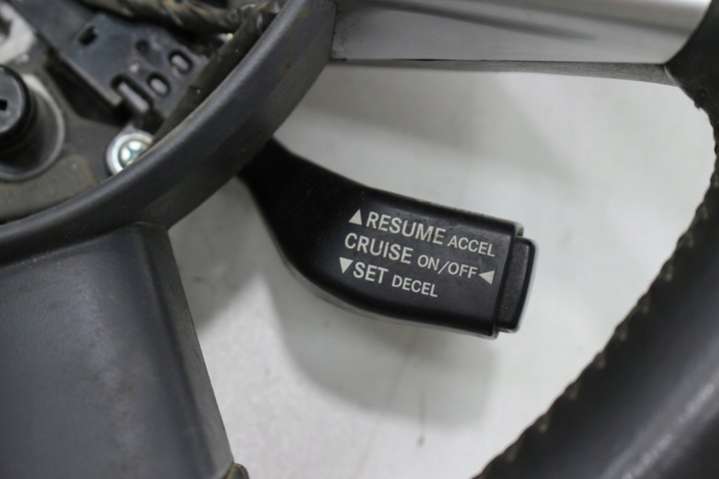 ▲RESUME ACCEL
CRUISE ON/OFF◀
▼SET DECEL